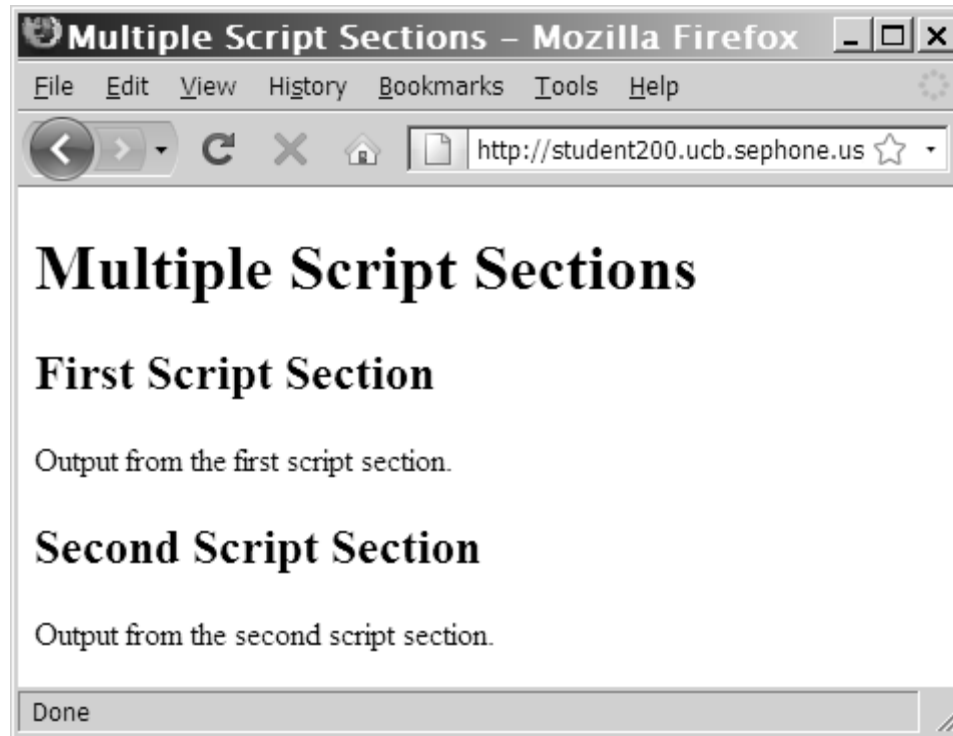 Multiple Script Sections – Mozilla Firefox
File Edit View History Bookmarks Tools Help
http://student200.ucb.sephone.us
Multiple Script Sections
First Script Section
Output from the first script section.
Second Script Section
Output from the second script section.
Done